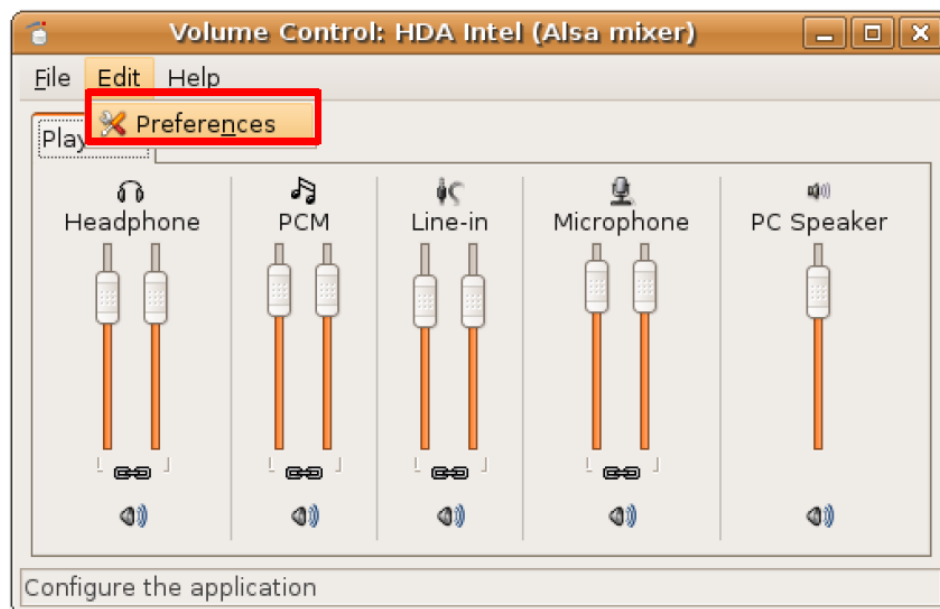 Volume Control: HDA Intel (Alsa mixer)
File Edit Help
Preferences
Play
Headphone PCM Line-in Microphone PC Speaker
Configure the application